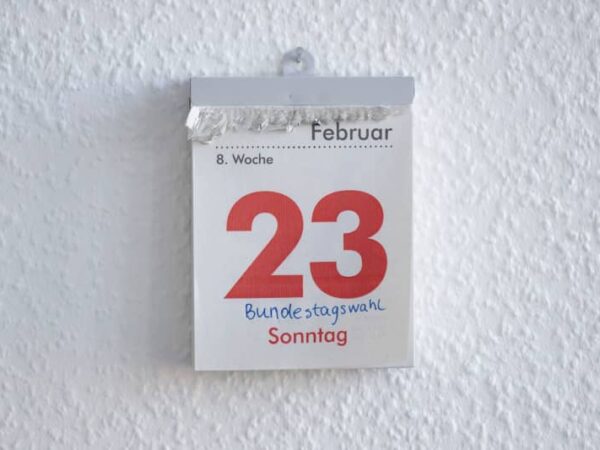 Februar
8. Woche
23
Bundestagswahl
Sonntag